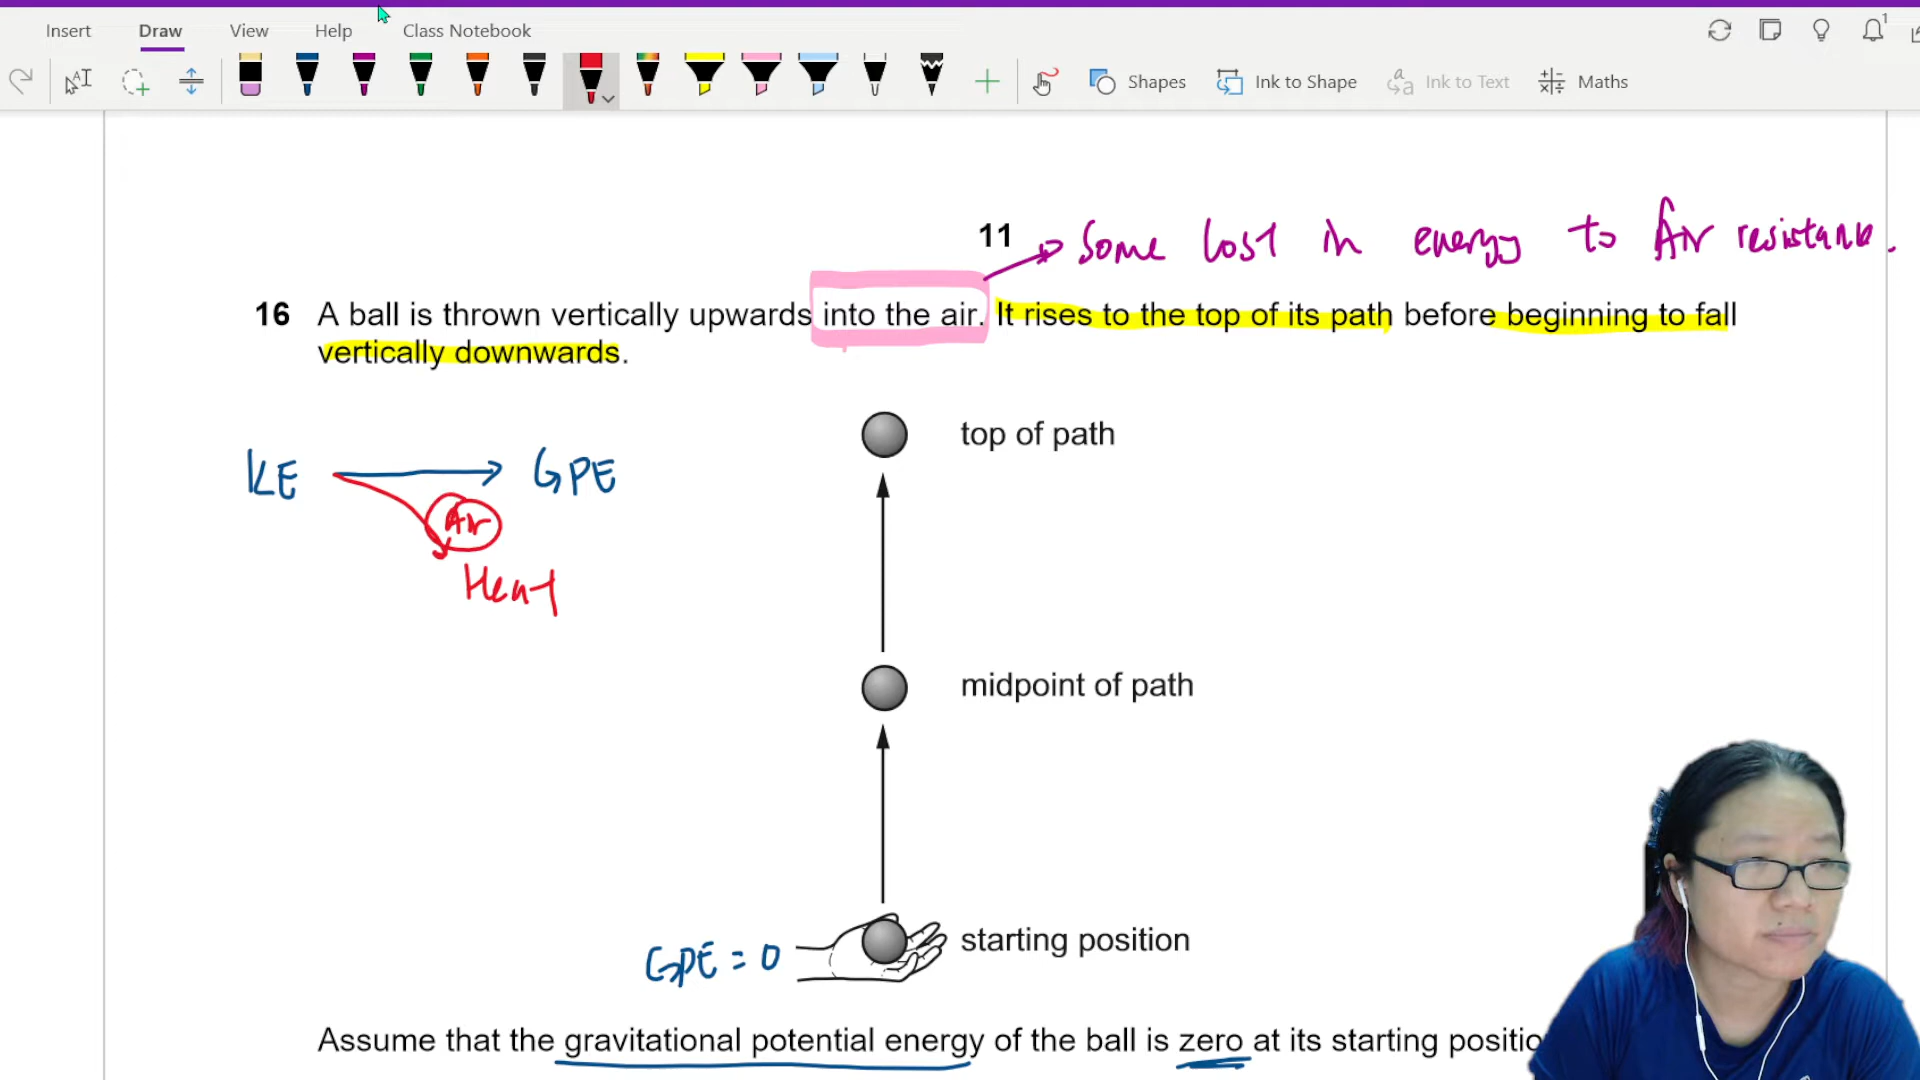 Insert Draw View Help Class Notebook 1
Shapes Ink to Shape Ink to Text Maths
11 Some lost in energy to Air resistance.
16 A ball is thrown vertically upwards into the air. It rises to the top of its path before beginning to fall
vertically downwards.
top of path
KE GPE
Air
Heat
midpoint of path
GPE = 0 starting position
Assume that the gravitational potential energy of the ball is zero at its starting positio